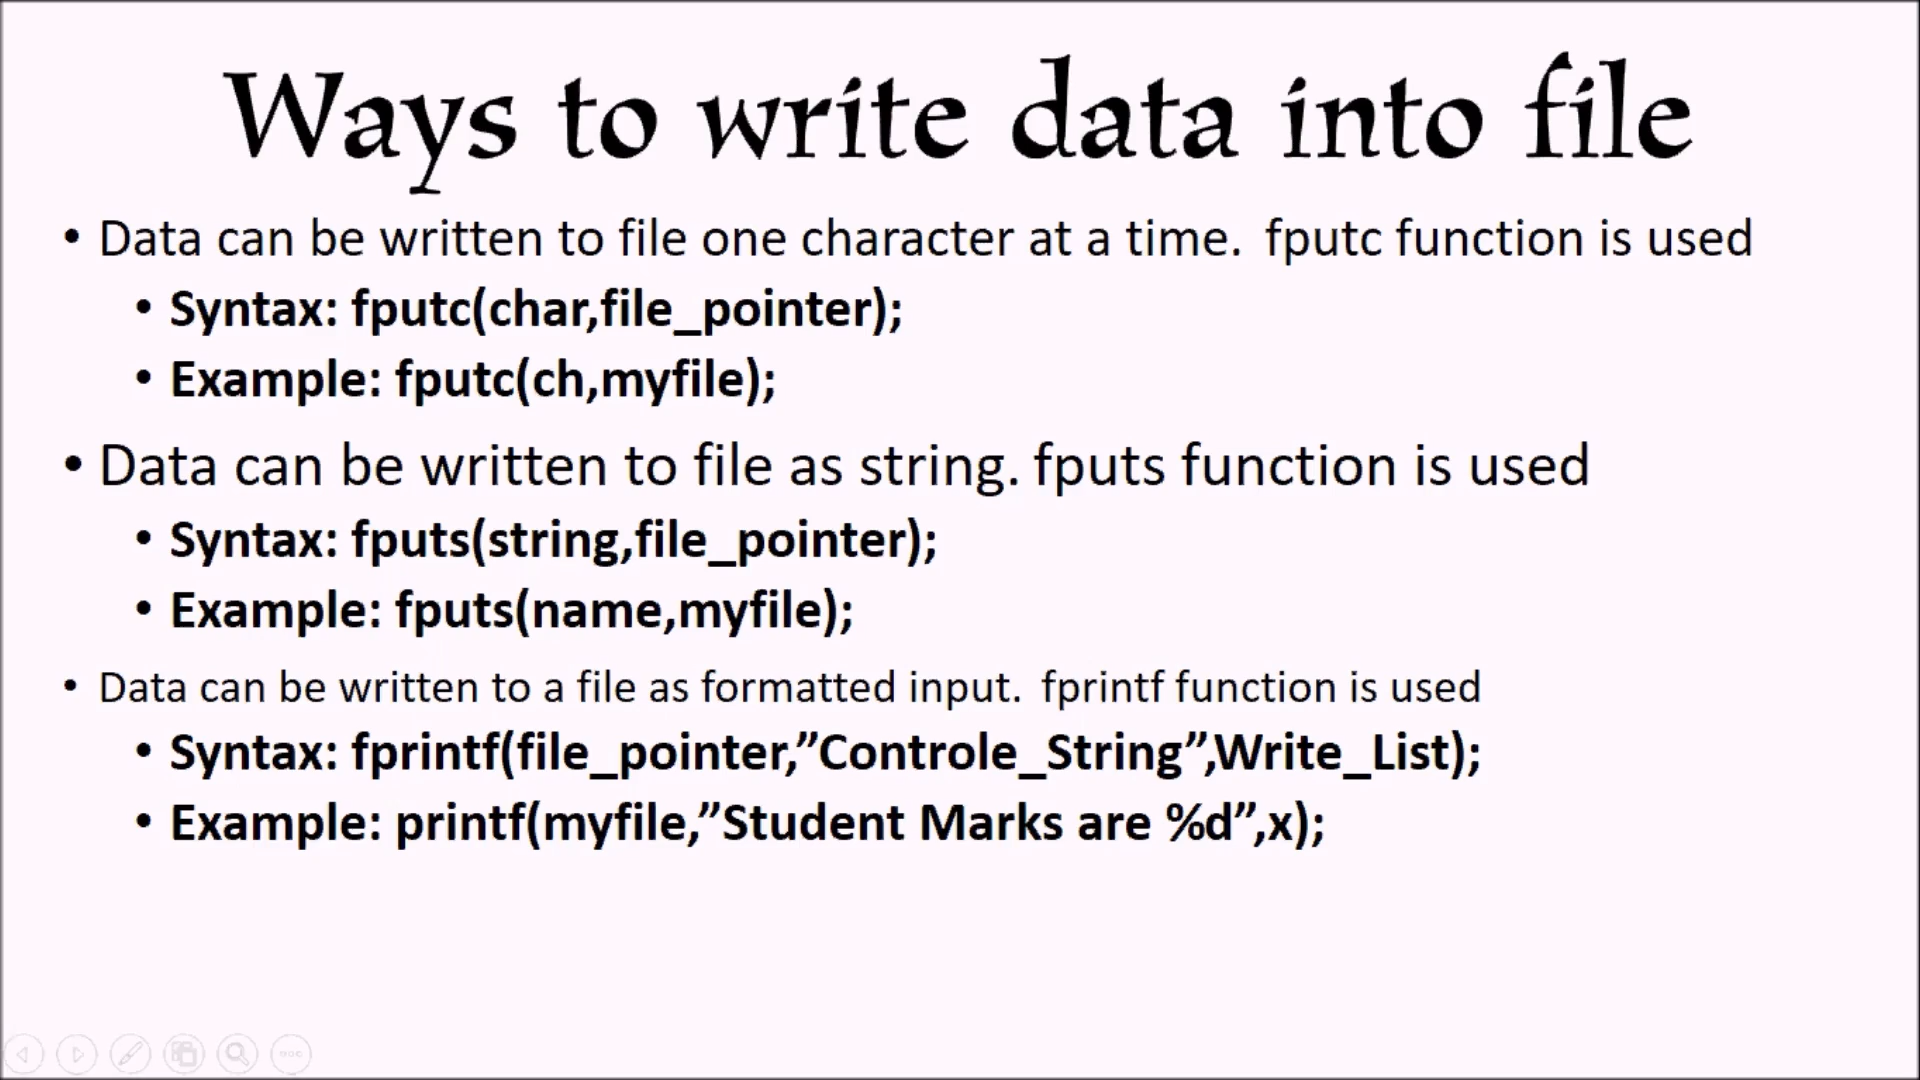 Ways to write data into file
• Data can be written to file one character at a time.  fputc function is used
• Syntax: fputc(char,file_pointer);
• Example: fputc(ch,myfile);
• Data can be written to file as string. fputs function is used
• Syntax: fputs(string,file_pointer);
• Example: fputs(name,myfile);
• Data can be written to a file as formatted input.  fprintf function is used
• Syntax: fprintf(file_pointer,”Controle_String”,Write_List);
• Example: printf(myfile,”Student Marks are %d”,x);